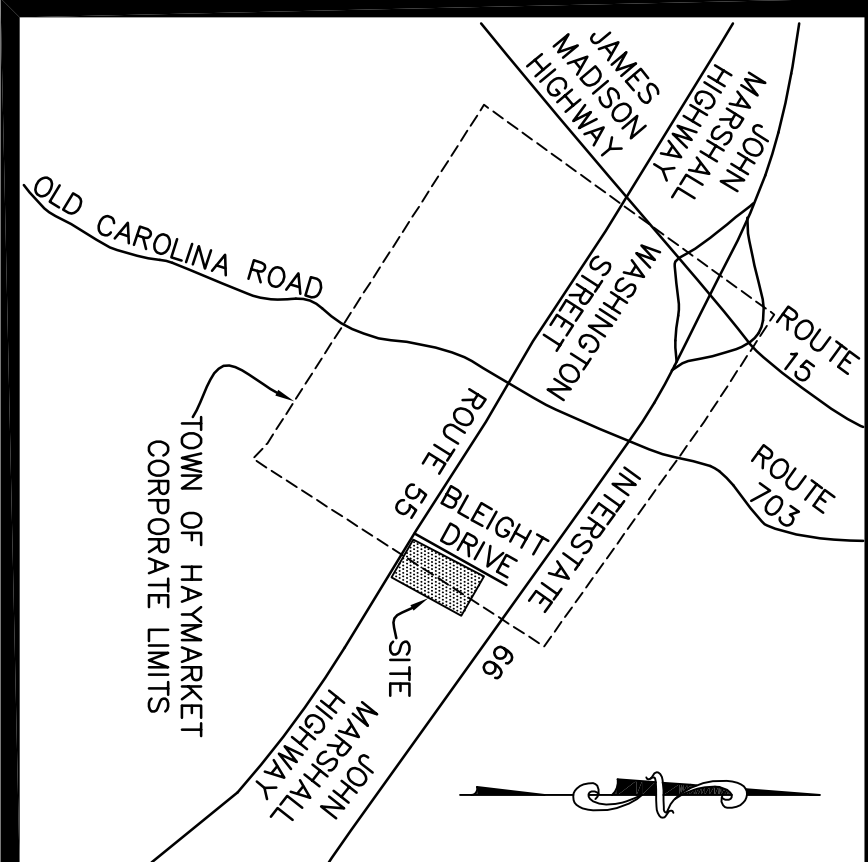 JAMES
MADISON
HIGHWAY
JOHN
MARSHALL
HIGHWAY
OLD CAROLINA ROAD
WASHINGTON
STREET
ROUTE
15
ROUTE
703
ROUTE 55
BLEIGHT
DRIVE
INTERSTATE 66
TOWN OF HAYMARKET
CORPORATE LIMITS
SITE
JOHN
MARSHALL
HIGHWAY
N